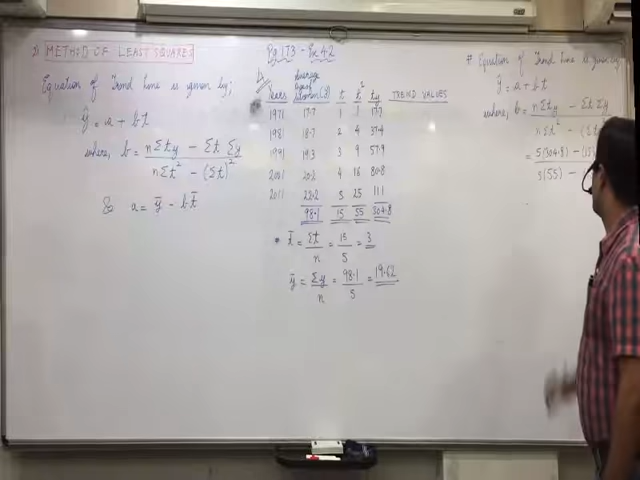 METHOD OF LEAST SQUARES
Equation of Trend line is given by;
ŷ = a + bt
where, b = nΣty - Σt Σy
nΣt² - (Σt)²
& a = ȳ - b t̄
Pg 173 - Ex 4.2
Years t t² ty TREND VALUES
1971 17.7 1 1 17.7
1981 18.7 2 4 37.4
1991 19.3 3 9 57.9
2001 20.2 4 16 80.8
2011 22.2 5 25 111
98.1 15 55 304.8
* t̄ = Σt = 15 = 3
n 5
ȳ = Σy = 98.1 = 19.62
n 5
* Equation of Trend line is given by
ŷ = a + bt
where, b = nΣty - Σt Σy
nΣt² - (Σt
= 5(304.8) - (15
5(55) -